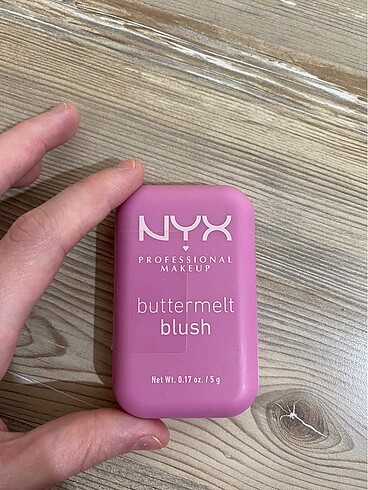 NYX
PROFESSIONAL
MAKEUP
buttermelt
blush
Net Wt. 0.17 oz. / 5 g